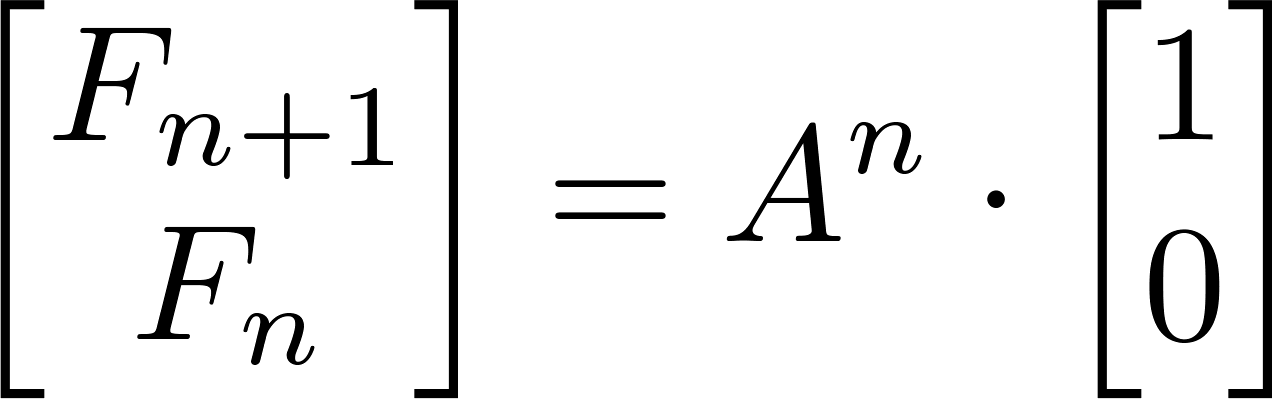 [F_{n+1} F_n] = A^n · [1 0]